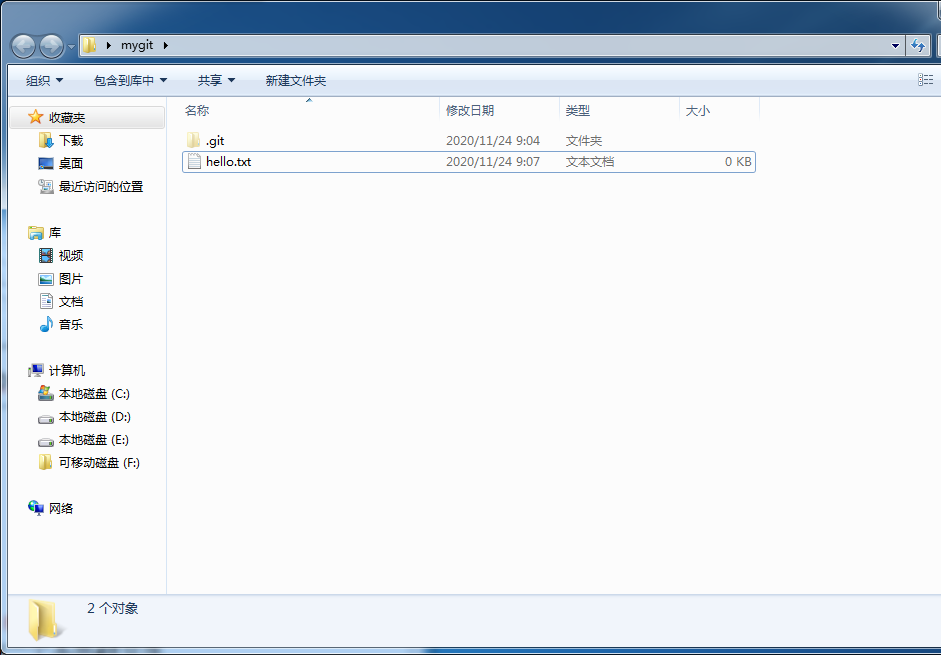 mygit
组织 包含到库中 共享 新建文件夹
收藏夹
下载
桌面
最近访问的位置
库
视频
图片
文档
音乐
计算机
本地磁盘 (C:)
本地磁盘 (D:)
本地磁盘 (E:)
可移动磁盘 (F:)
网络
名称 修改日期 类型 大小
.git 2020/11/24 9:04 文件夹
hello.txt 2020/11/24 9:07 文本文档 0 KB
2 个对象